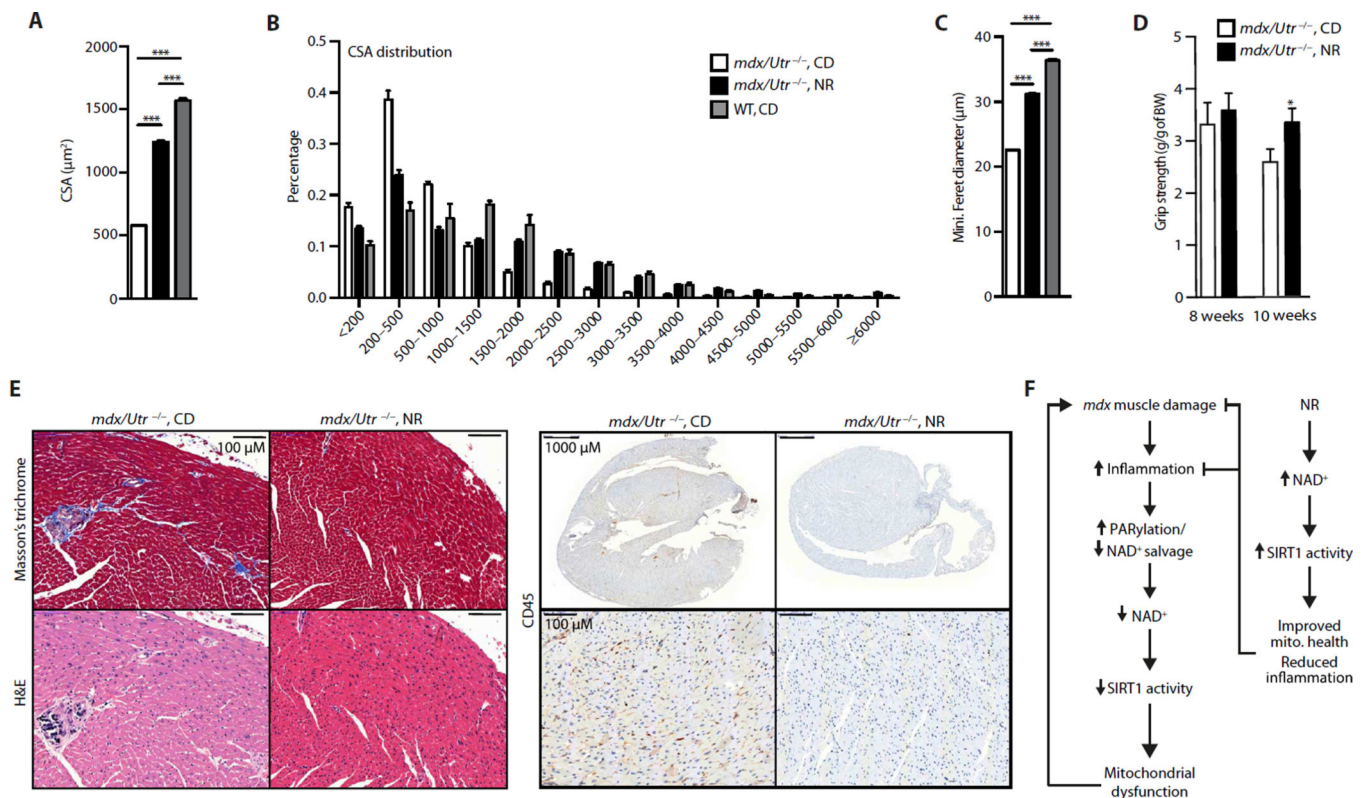 A
CSA (µm²)
2000
1500
1000
500
0
***
***
***
B
CSA distribution
Percentage
0.5
0.4
0.3
0.2
0.1
0.0
<200
200–500
500–1000
1000–1500
1500–2000
2000–2500
2500–3000
3000–3500
3500–4000
4000–4500
4500–5000
5000–5500
5500–6000
≥6000
mdx/Utr⁻/⁻, CD
mdx/Utr⁻/⁻, NR
WT, CD
C
Mini. Feret diameter (µm)
40
30
20
10
0
***
***
***
D
mdx/Utr⁻/⁻, CD
mdx/Utr⁻/⁻, NR
Grip strength (g/g of BW)
5
4
3
2
1
0
*
8 weeks
10 weeks
E
mdx/Utr⁻/⁻, CD
mdx/Utr⁻/⁻, NR
Masson's trichrome
100 µM
H&E
mdx/Utr⁻/⁻, CD
mdx/Utr⁻/⁻, NR
CD45
1000 µM
100 µM
F
mdx muscle damage
Inflammation
PARylation/
NAD⁺ salvage
NAD⁺
SIRT1 activity
Mitochondrial
dysfunction
NR
NAD⁺
SIRT1 activity
Improved
mito. health
Reduced
inflammation